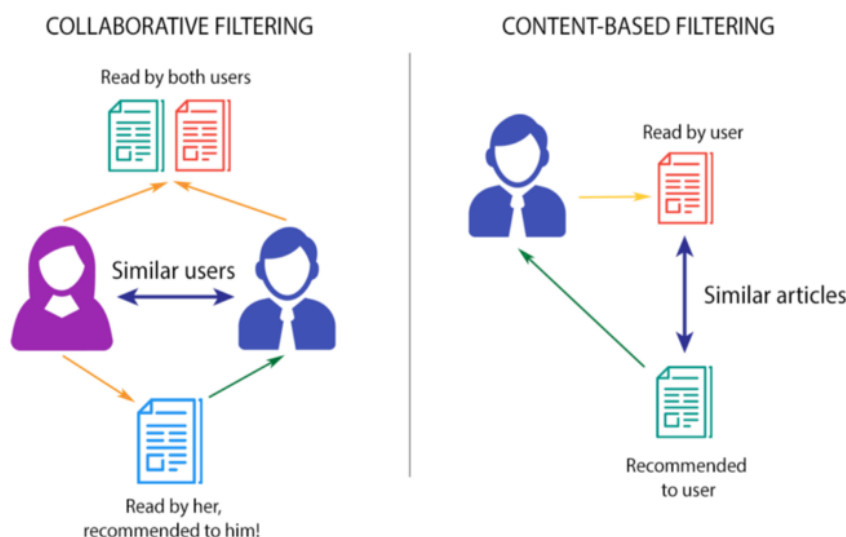 COLLABORATIVE FILTERING
Read by both users
Similar users
Read by her,
recommended to him!
CONTENT-BASED FILTERING
Read by user
Similar articles
Recommended
to user